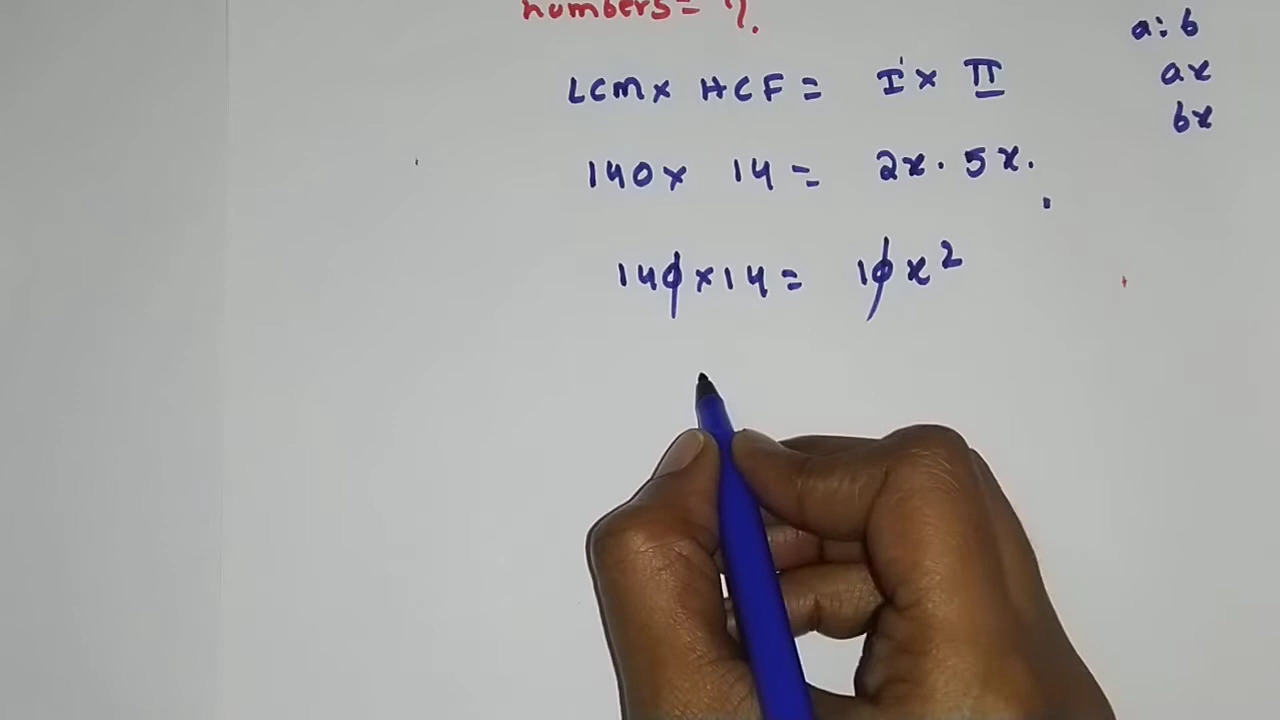 numbers = ?
a : b
LCM x HCF = I x II
ax
bx
140 x 14 = 2x . 5x .
140 x 14 = 10 x²